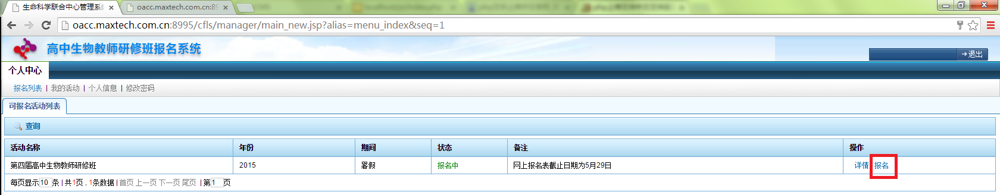 生命科学联合中心管理系 × oacc.maxtech.com.cn:89 ×
oacc.maxtech.com.cn:8995/cfls/manager/main_new.jsp?alias=menu_index&seq=1
高中生物教师研修班报名系统
退出
个人中心
报名列表 | 我的活动 | 个人信息 | 修改密码
可报名活动列表
查询
活动名称 年份 期间 状态 备注 操作
第四届高中生物教师研修班 2015 暑假 报名中 网上报名表截止日期为5月29日 详情 报名
每页显示10条 | 共1页 , 1条数据 | 首页 上一页 下一页 尾页 | 第1页